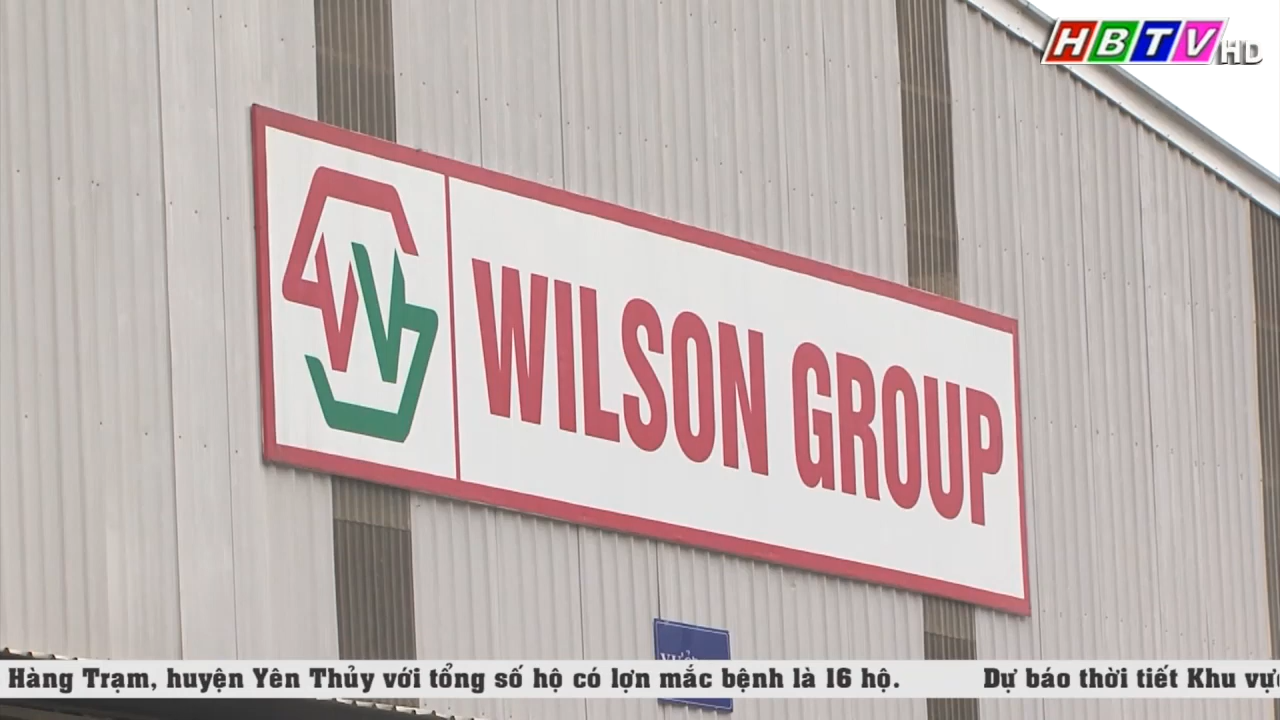 HBTV HD
WILSON GROUP
Hàng Trạm, huyện Yên Thủy với tổng số hộ có lợn mắc bệnh là 16 hộ. Dự báo thời tiết Khu vực